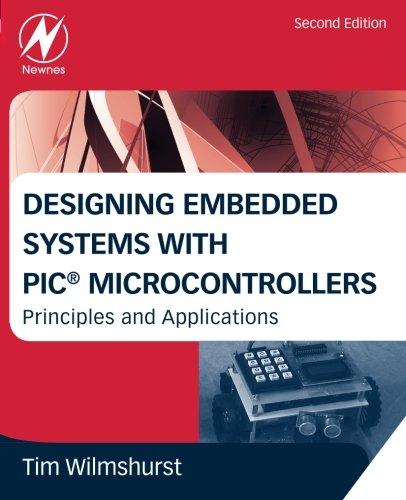 Second Edition
Newnes
DESIGNING EMBEDDED
SYSTEMS WITH
PIC® MICROCONTROLLERS
Principles and Applications
Tim Wilmshurst